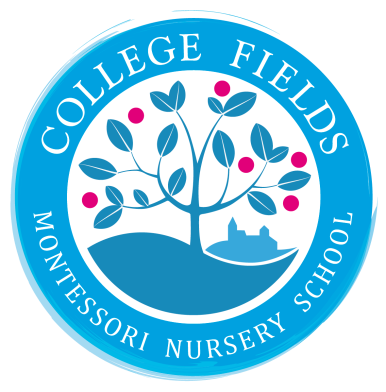 COLLEGE FIELDS
MONTESSORI NURSERY SCHOOL